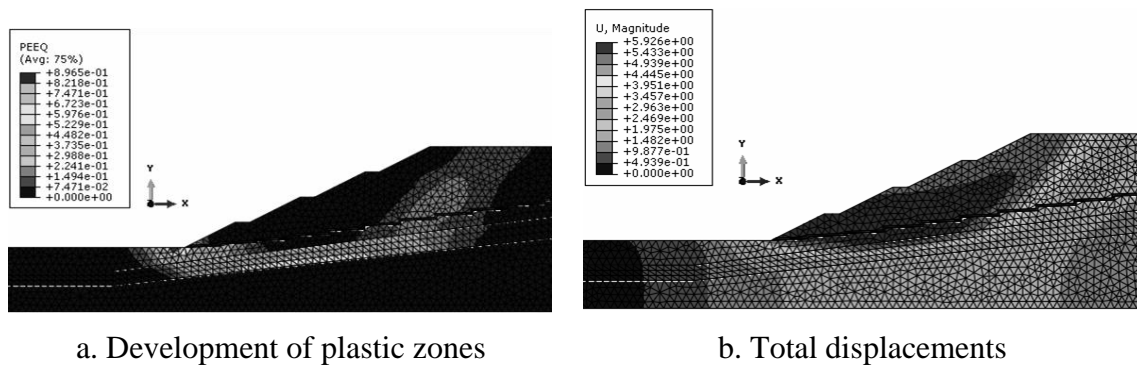 PEEQ
(Avg: 75%)
+8.965e-01
+8.218e-01
+7.471e-01
+6.723e-01
+5.976e-01
+5.229e-01
+4.482e-01
+3.735e-01
+2.988e-01
+2.241e-01
+1.494e-01
+7.471e-02
+0.000e+00
Y
X
U, Magnitude
+5.926e+00
+5.433e+00
+4.939e+00
+4.445e+00
+3.951e+00
+3.457e+00
+2.963e+00
+2.469e+00
+1.975e+00
+1.482e+00
+9.877e-01
+4.939e-01
+0.000e+00
Y
X
a. Development of plastic zones
b. Total displacements